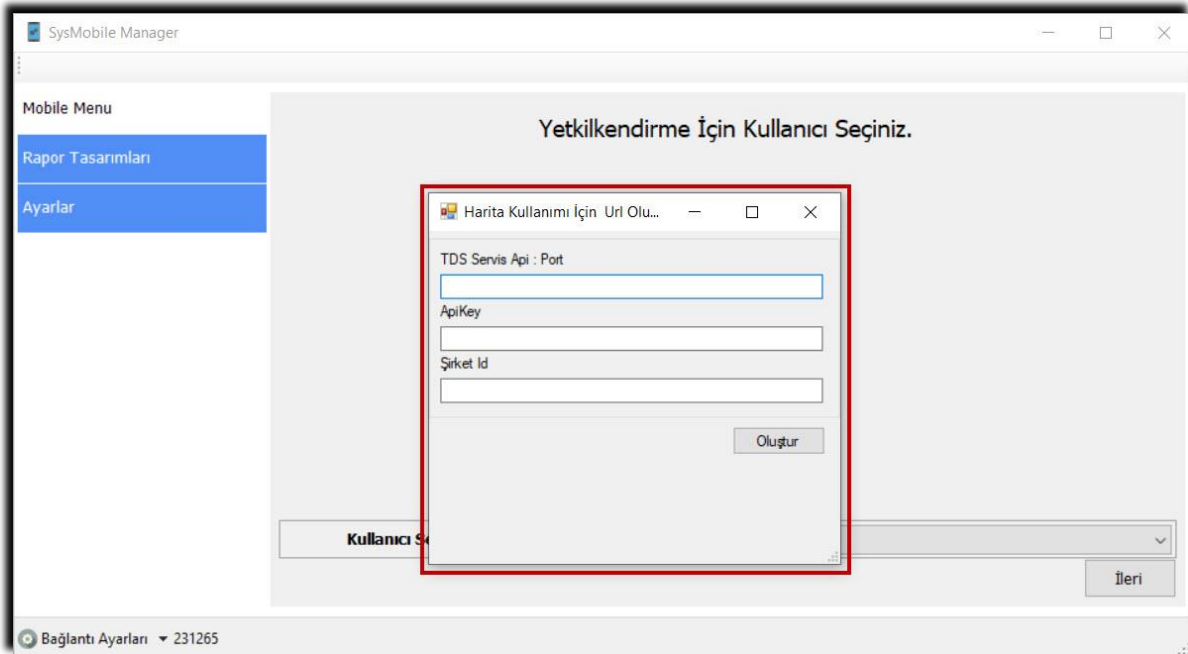 SysMobile Manager
Mobile Menu
Rapor Tasarımları
Ayarlar
Yetkilkendirme İçin Kullanıcı Seçiniz.
Harita Kullanımı İçin Url Olu...
TDS Servis Api : Port
ApiKey
Şirket Id
Oluştur
Kullanıcı
İleri
Bağlantı Ayarları 231265